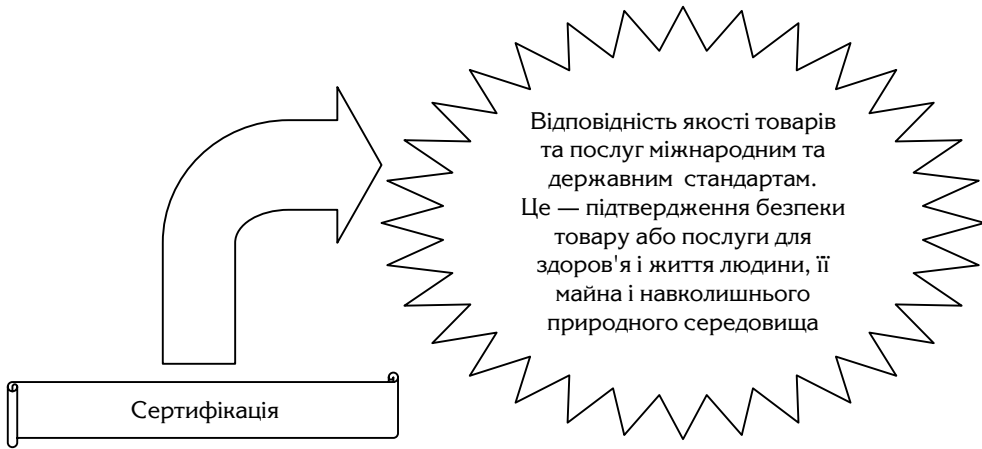 Відповідність якості товарів
та послуг міжнародним та
державним стандартам.
Це — підтвердження безпеки
товару або послуги для
здоров'я і життя людини, її
майна і навколишнього
природного середовища
Сертифікація